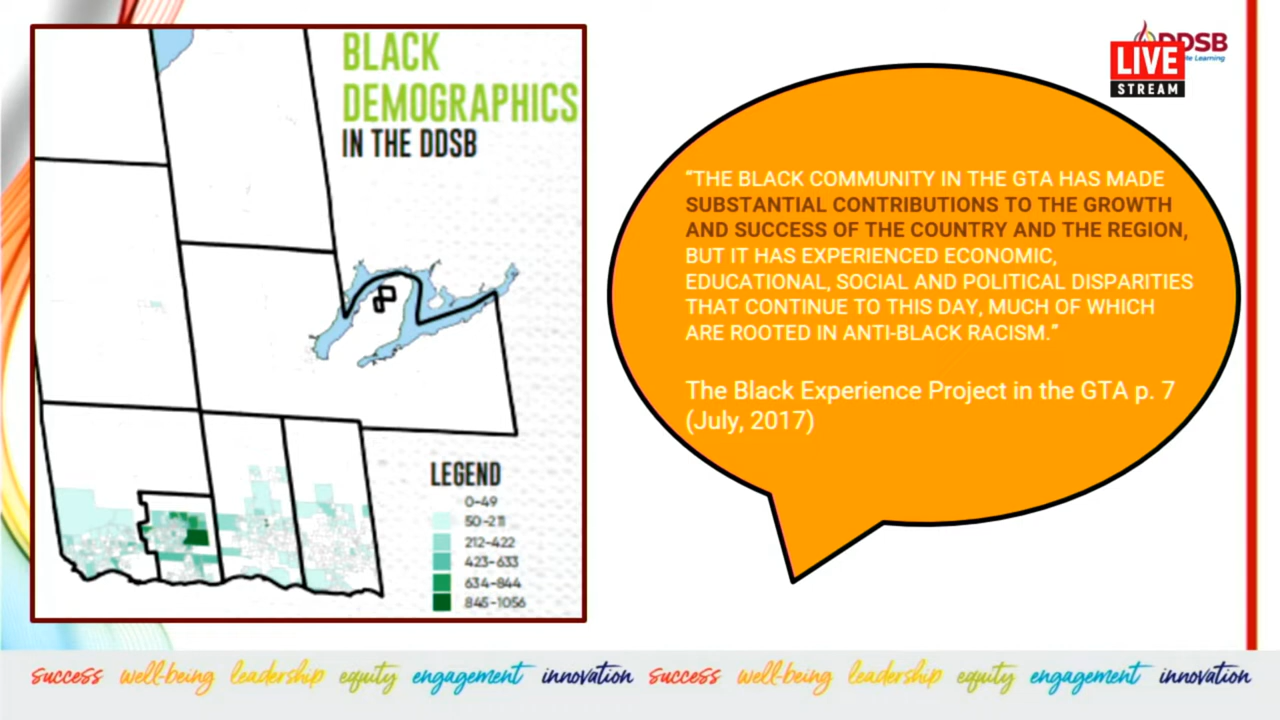 BLACK
DEMOGRAPHICS
IN THE DDSB
LEGEND
0-49
50-211
212-422
423-633
634-844
845-1056
DDSB
Learning
LIVE
STREAM
“THE BLACK COMMUNITY IN THE GTA HAS MADE
SUBSTANTIAL CONTRIBUTIONS TO THE GROWTH
AND SUCCESS OF THE COUNTRY AND THE REGION,
BUT IT HAS EXPERIENCED ECONOMIC,
EDUCATIONAL, SOCIAL AND POLITICAL DISPARITIES
THAT CONTINUE TO THIS DAY, MUCH OF WHICH
ARE ROOTED IN ANTI-BLACK RACISM.”
The Black Experience Project in the GTA p. 7
(July, 2017)
success well-being leadership equity engagement innovation success well-being leadership equity engagement innovation